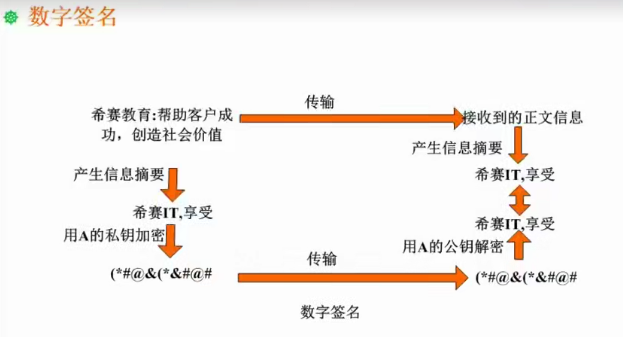 数字签名
希赛教育:帮助客户成
功，创造社会价值
传输
接收到的正文信息
产生信息摘要
产生信息摘要
希赛IT,享受
希赛IT,享受
希赛IT,享受
用A的私钥加密
用A的公钥解密
(*#@&(*&#@#
传输
(*#@&(*&#@#
数字签名